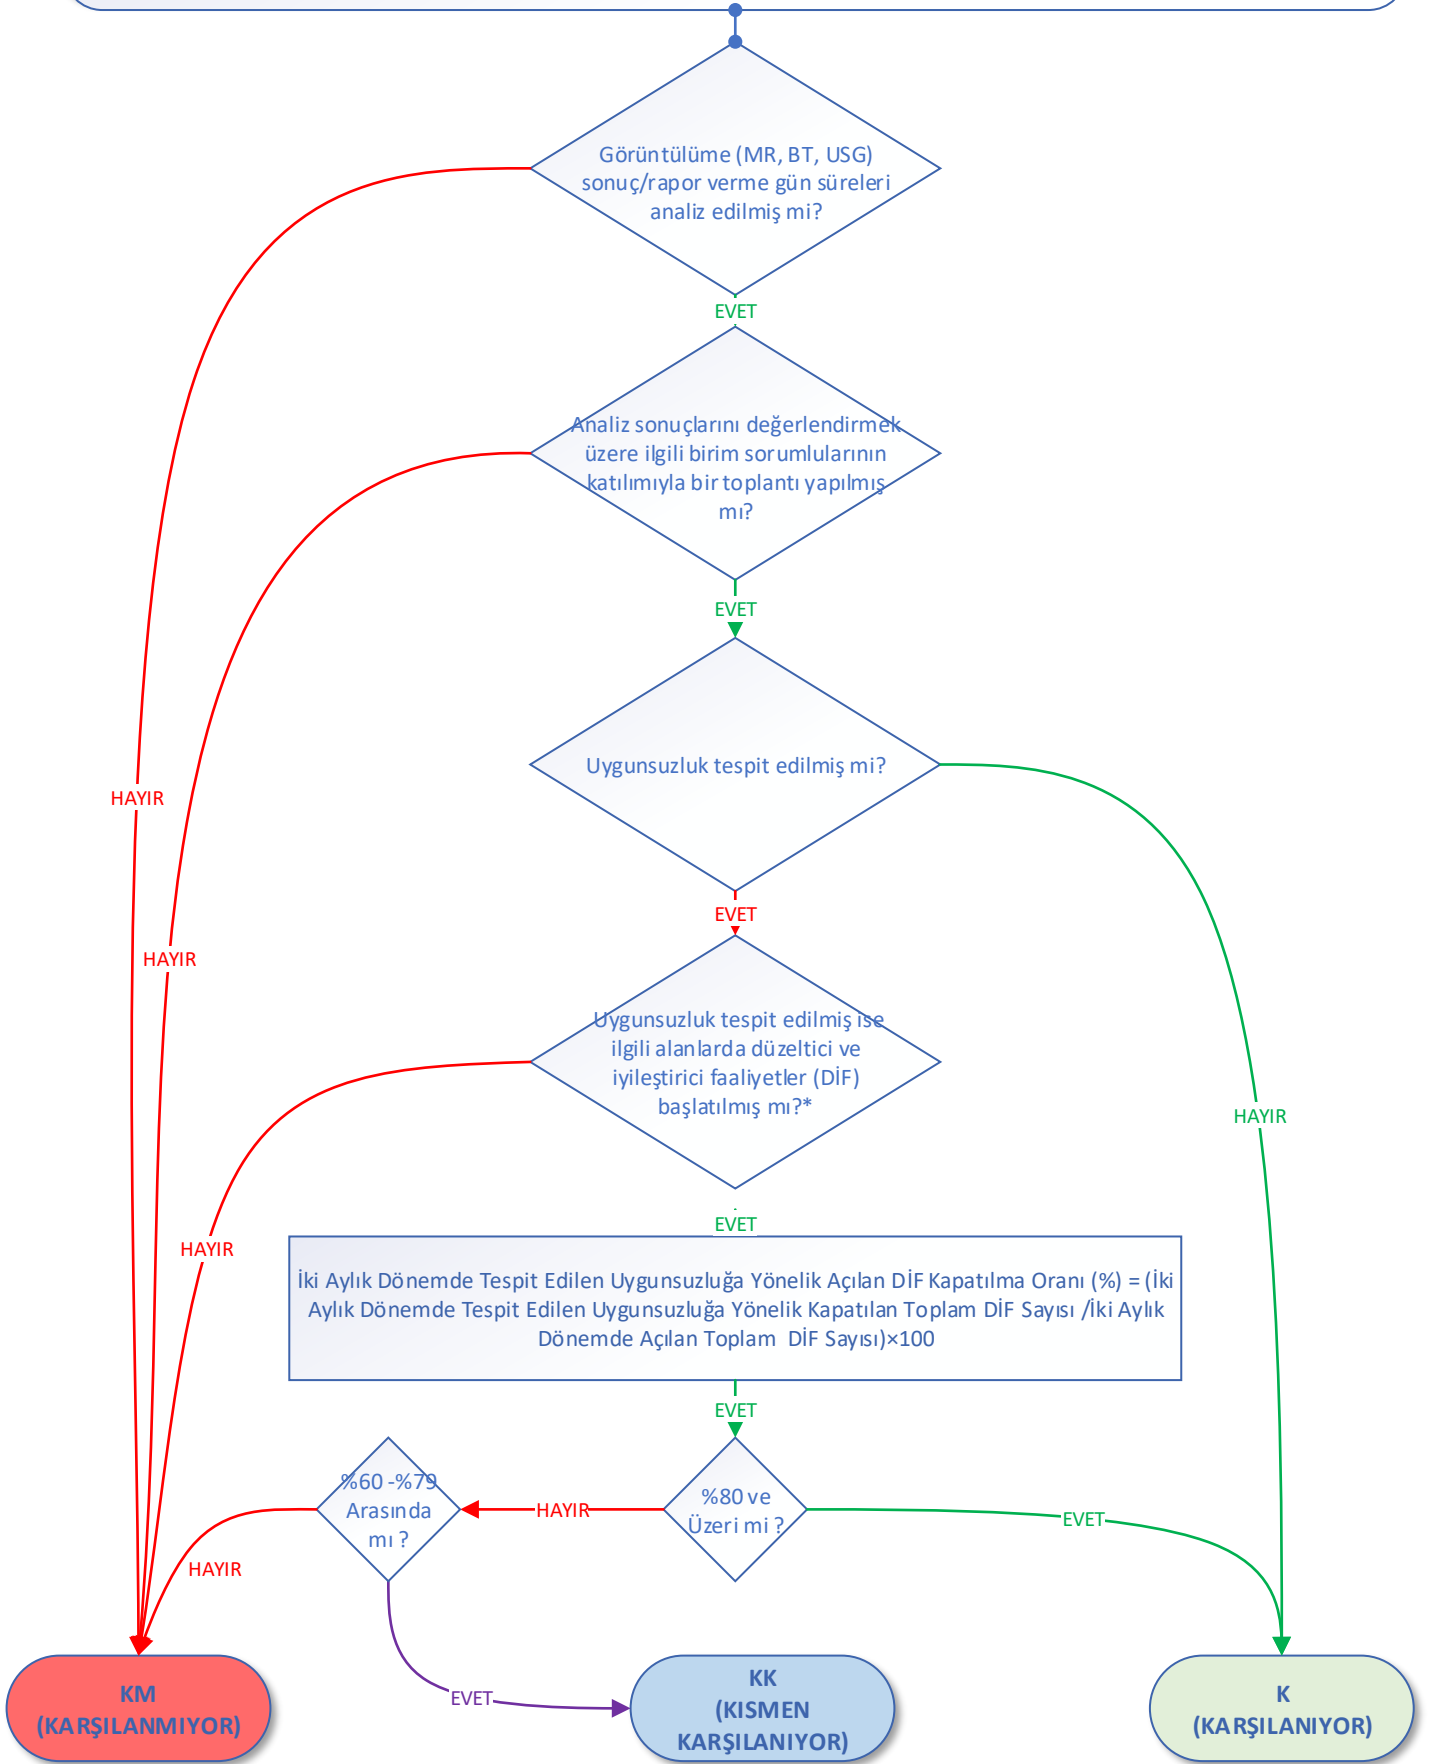 Görüntülüme (MR, BT, USG)
sonuç/rapor verme gün süreleri
analiz edilmiş mi?
EVET
Analiz sonuçlarını değerlendirmek
üzere ilgili birim sorumlularının
katılımıyla bir toplantı yapılmış
mı?
EVET
Uygunsuzluk tespit edilmiş mi?
HAYIR
EVET
HAYIR
Uygunsuzluk tespit edilmiş ise
ilgili alanlarda düzeltici ve
iyileştirici faaliyetler (DİF)
başlatılmış mı?*
HAYIR
EVET
HAYIR
İki Aylık Dönemde Tespit Edilen Uygunsuzluğa Yönelik Açılan DİF Kapatılma Oranı (%) = (İki
Aylık Dönemde Tespit Edilen Uygunsuzluğa Yönelik Kapatılan Toplam DİF Sayısı /İki Aylık
Dönemde Açılan Toplam DİF Sayısı)×100
EVET
%60 -%79
Arasında
mı ?
HAYIR
%80 ve
Üzeri mi ?
EVET
HAYIR
EVET
KM
(KARŞILANMIYOR)
KK
(KISMEN
KARŞILANIYOR)
K
(KARŞILANIYOR)